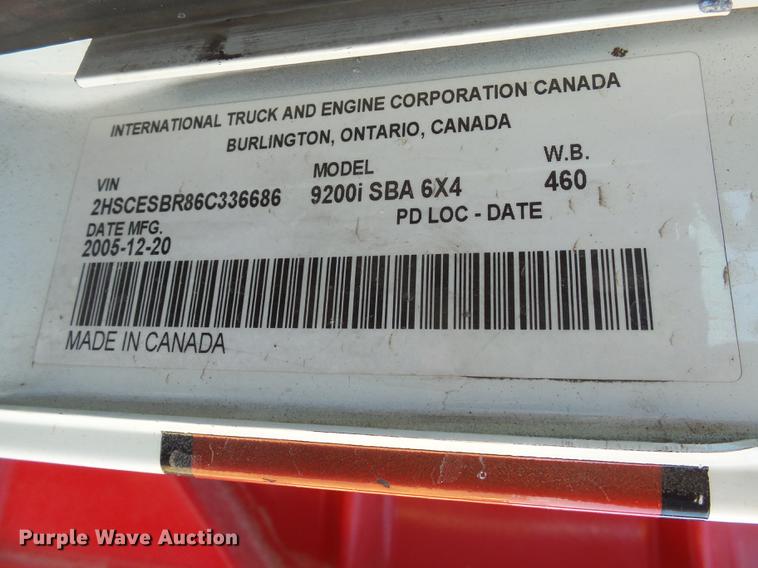 INTERNATIONAL TRUCK AND ENGINE CORPORATION CANADA
BURLINGTON, ONTARIO, CANADA
VIN MODEL W.B.
2HSCESBR86C336686 9200i SBA 6X4 460
DATE MFG. PD LOC - DATE
2005-12-20
MADE IN CANADA
Purple Wave Auction